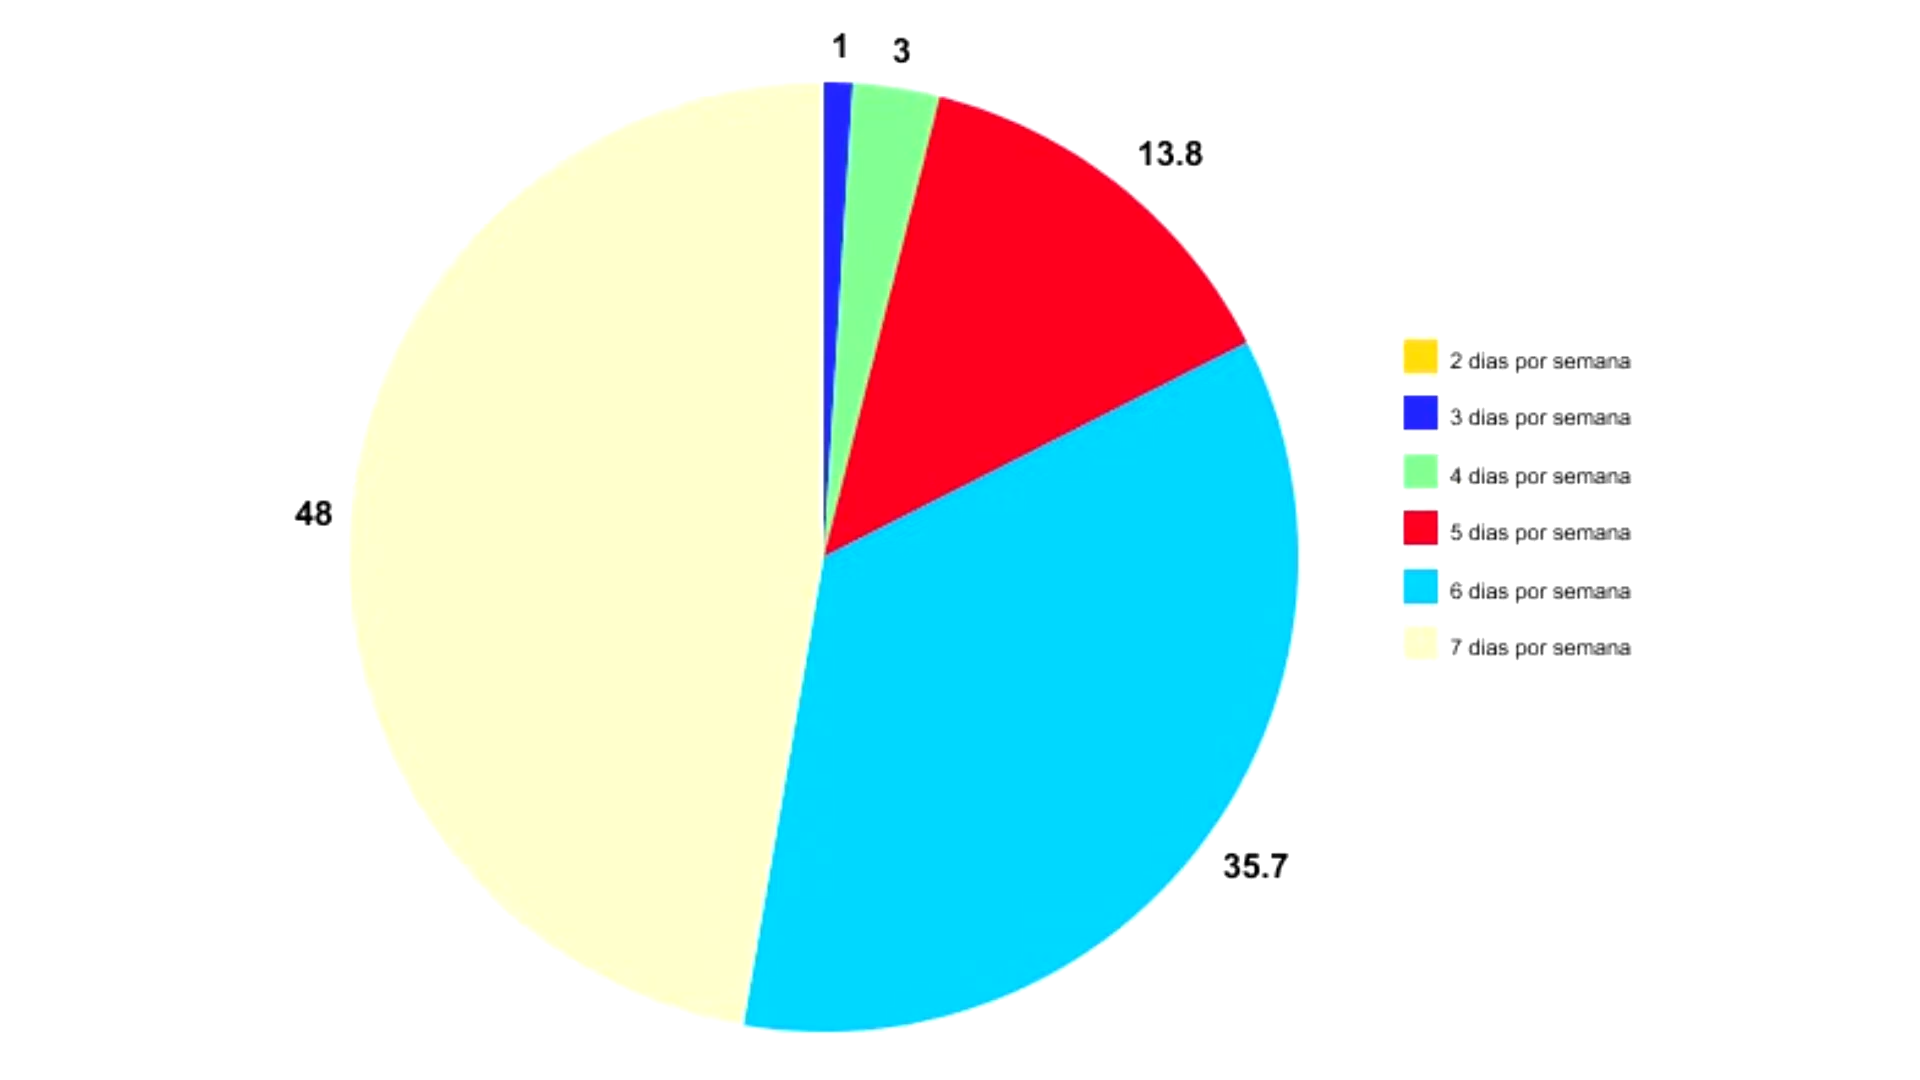 1
3
13.8
48
35.7
2 dias por semana
3 dias por semana
4 dias por semana
5 dias por semana
6 dias por semana
7 dias por semana